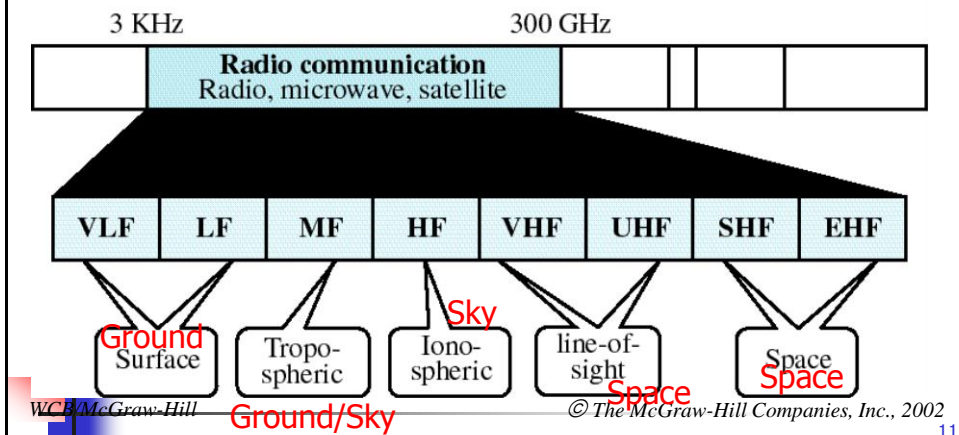 3 KHz 300 GHz
Radio communication
Radio, microwave, satellite
VLF LF MF HF VHF UHF SHF EHF
Ground
Surface
Tropo-
spheric
Ground/Sky
Sky
Iono-
spheric
line-of-
sight
Space
Space
Space
WCB/McGraw-Hill © The McGraw-Hill Companies, Inc., 2002
11